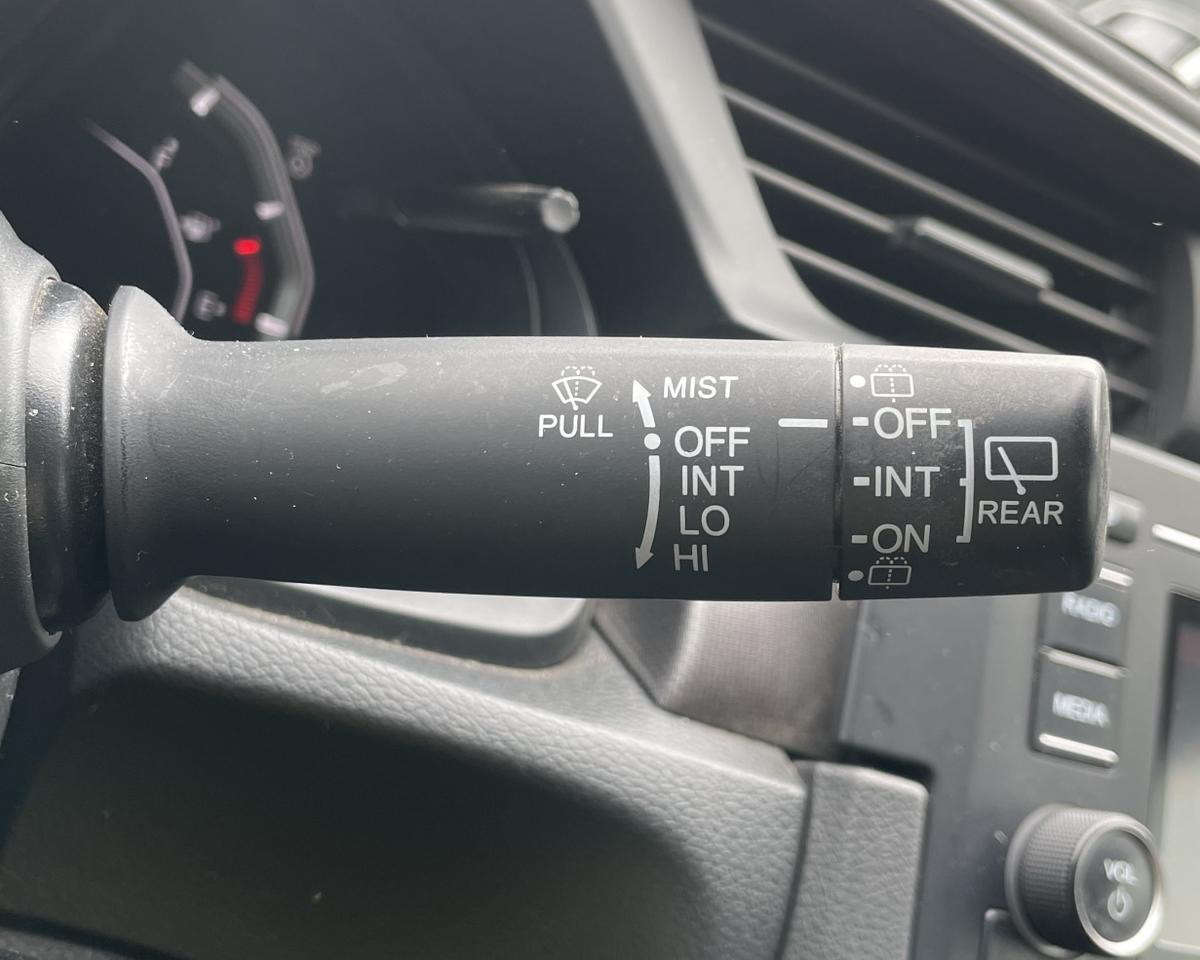 MIST
PULL
OFF
INT
LO
HI
OFF
INT
ON
REAR
RADIO
MEDIA
VOL